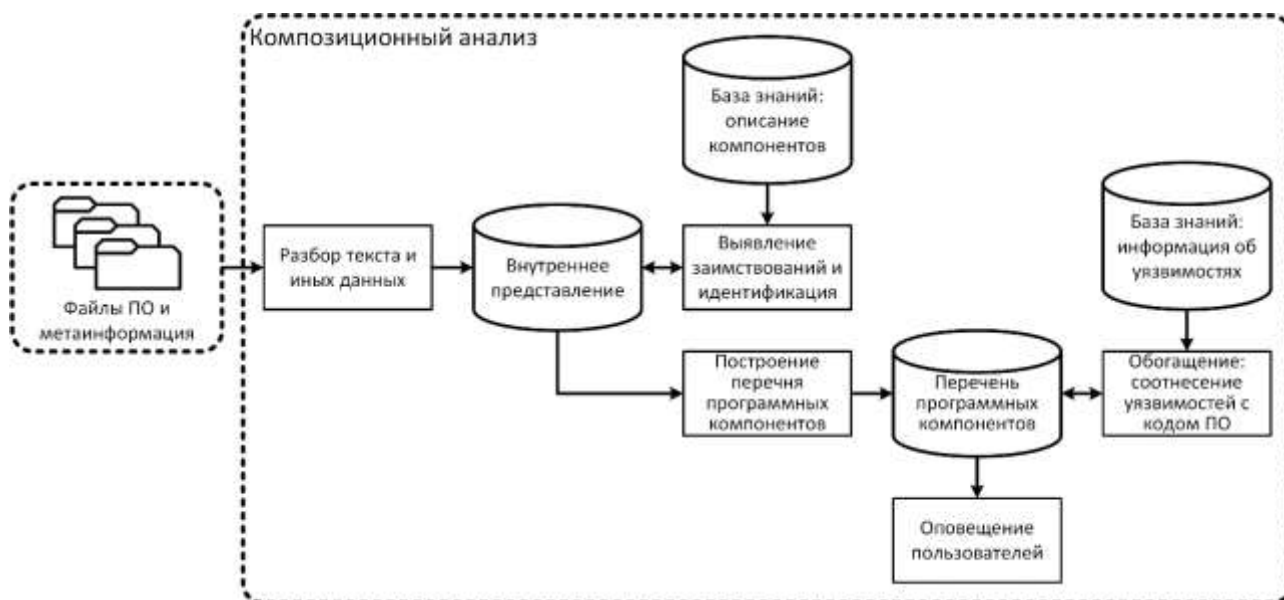 Композиционный анализ
База знаний:
описание
компонентов
База знаний:
информация об
уязвимостях
Файлы ПО и
метаинформация
Разбор текста и
иных данных
Внутреннее
представление
Выявление
заимствований и
идентификация
Построение
перечня
программных
компонентов
Перечень
программных
компонентов
Обогащение:
соотнесение
уязвимостей с
кодом ПО
Оповещение
пользователей